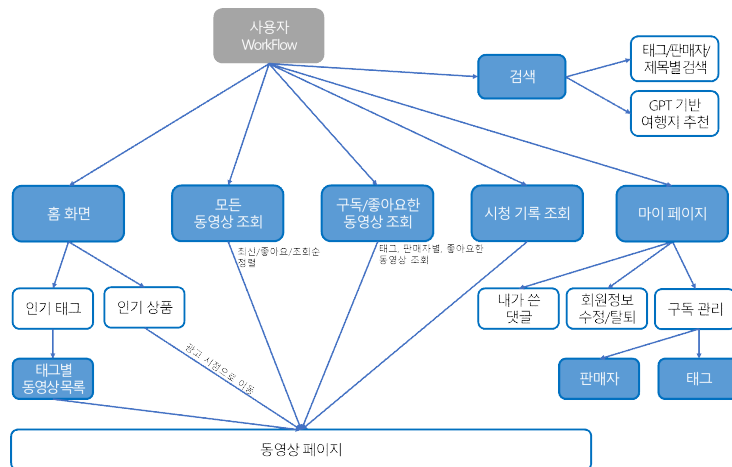 사용자
WorkFlow
검색
태그/판매자/
제목별검색
GPT 기반
여행지 추천
홈 화면
모든
동영상 조회
구독/좋아요한
동영상 조회
시청 기록 조회
마이 페이지
최신/좋아요/조회순
정렬
태그, 판매자별, 좋아요한
동영상 조회
인기 태그
인기 상품
내가 쓴
댓글
회원정보
수정/탈퇴
구독 관리
광고 시점으로 이동
태그별
동영상목록
판매자
태그
동영상 페이지